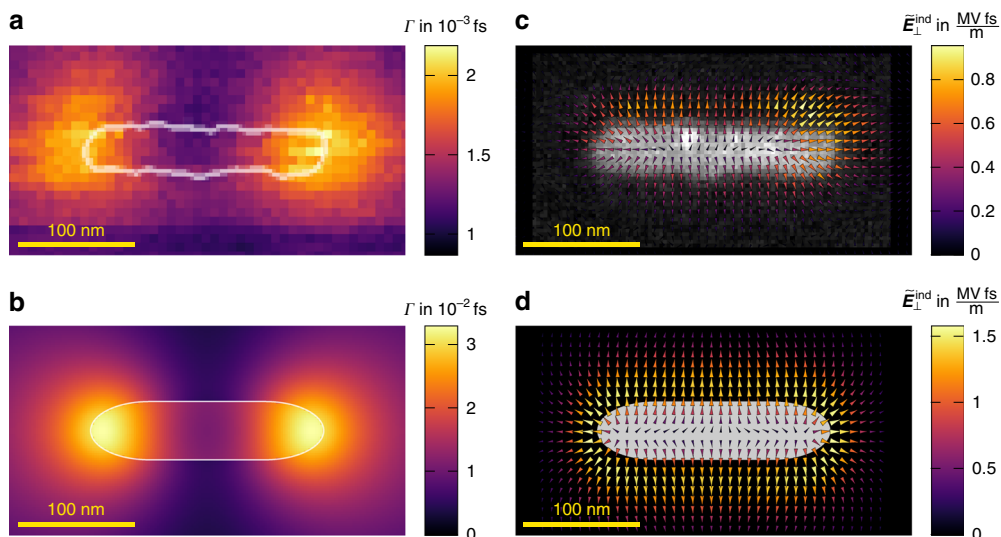 a
Γ in 10⁻³ fs
2
1.5
1
100 nm
c
Ẽ⊥^ind in MV fs/m
0.8
0.6
0.4
0.2
0
100 nm
b
Γ in 10⁻² fs
3
2
1
0
100 nm
d
Ẽ⊥^ind in MV fs/m
1.5
1
0.5
0
100 nm